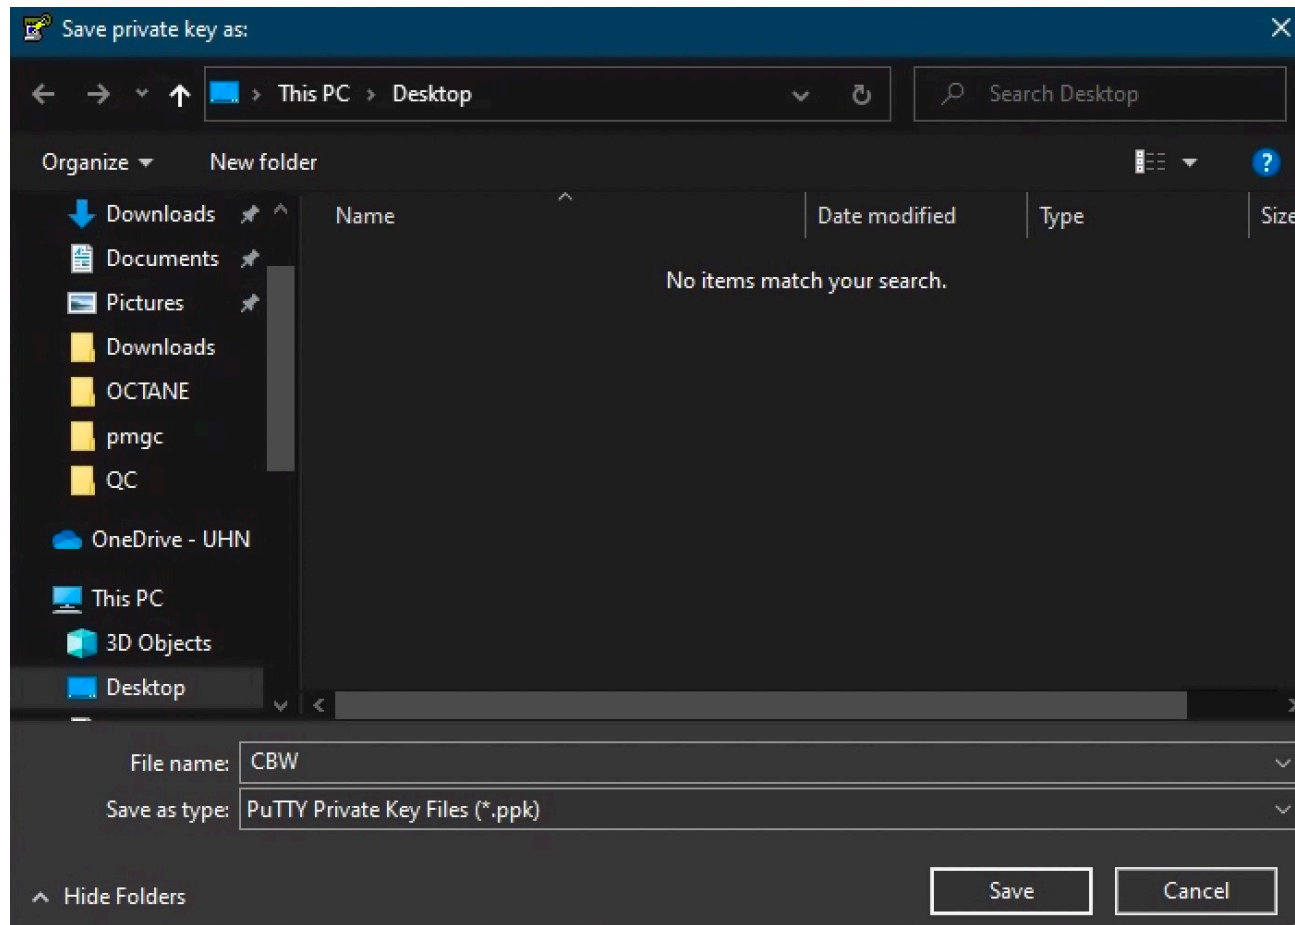 Save private key as:
This PC > Desktop
Search Desktop
Organize
New folder
Downloads
Documents
Pictures
Downloads
OCTANE
pmgc
QC
OneDrive - UHN
This PC
3D Objects
Desktop
Name
Date modified
Type
Size
No items match your search.
File name: CBW
Save as type: PuTTY Private Key Files (*.ppk)
Hide Folders
Save
Cancel